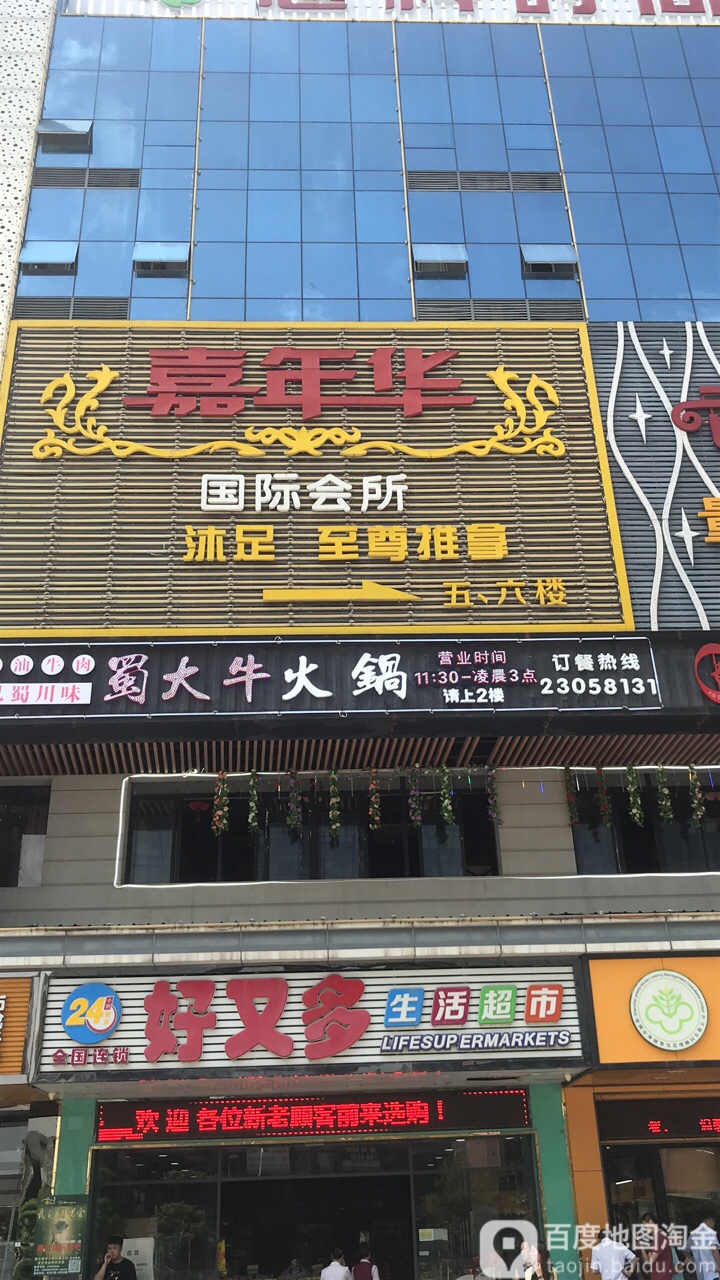 嘉年华
国际会所
沐足 至尊推拿
五、六楼
油牛肉
蜀川味
蜀大牛火鍋
营业时间
11:30-凌晨3点
请上2楼
订餐热线
23058131
24
全国连锁
好又多
生活超市
LIFESUPERMARKETS
欢迎 各位新老顾客前来选购！
百度地图淘金
taojin.baidu.com